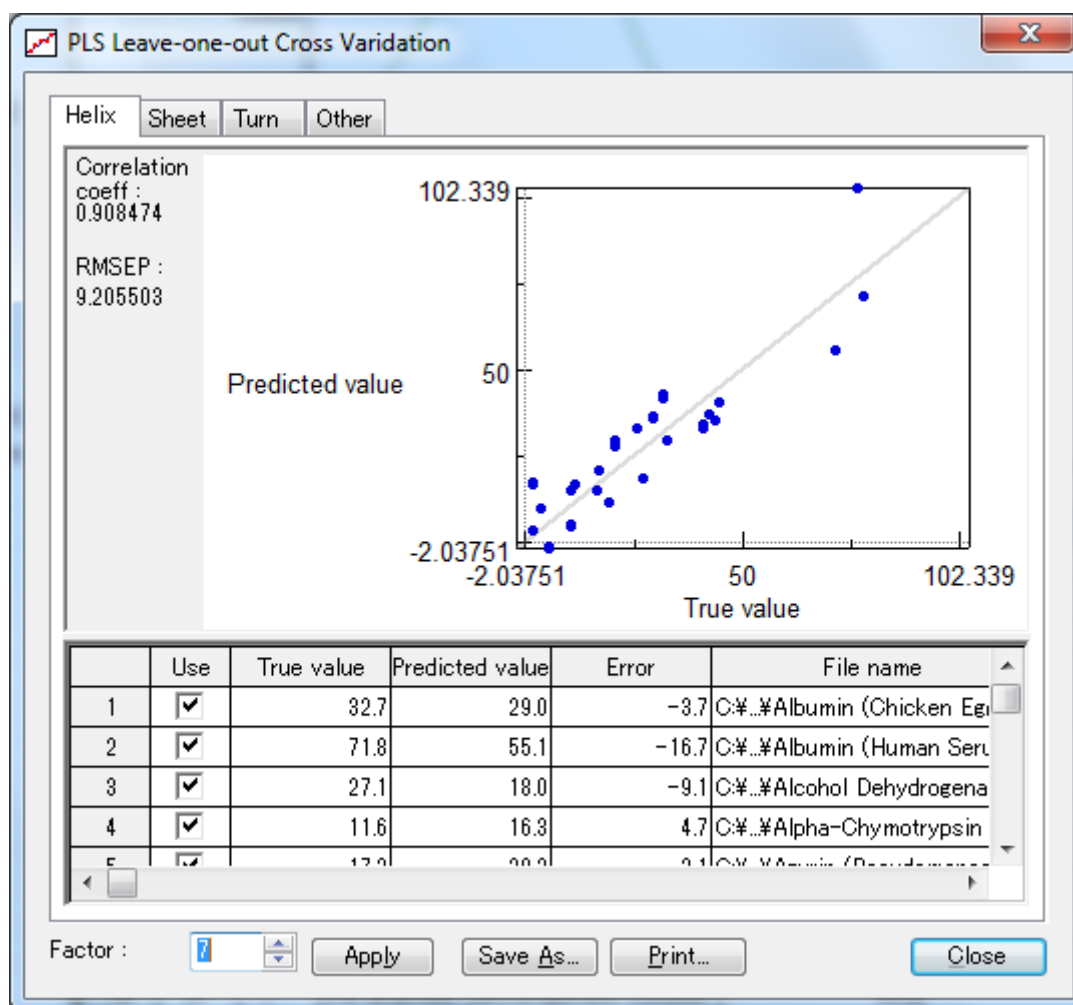 PLS Leave-one-out Cross Varidation
Helix Sheet Turn Other
Correlation
coeff :
0.908474
RMSEP :
9.205503
102.339
Predicted value
50
-2.03751
-2.03751 50 102.339
True value
Use True value Predicted value Error File name
1 32.7 29.0 -3.7 C:¥...¥Albumin (Chicken Eg
2 71.8 55.1 -16.7 C:¥...¥Albumin (Human Seru
3 27.1 18.0 -9.1 C:¥...¥Alcohol Dehydrogena
4 11.6 16.3 4.7 C:¥...¥Alpha-Chymotrypsin
Factor : 7 Apply Save As... Print... Close